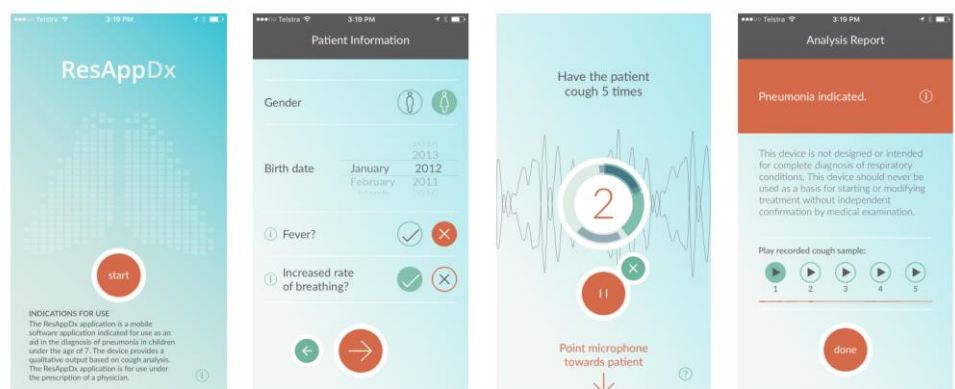 Telstra 3:19 PM
ResAppDx
start
INDICATIONS FOR USE
The ResAppDx application is a mobile
software application indicated for use as an
aid in the diagnosis of pneumonia in children
under the age of 7. The device provides a
qualitative output based on cough analysis.
The ResAppDx application is for use under
the prescription of a physician.
Telstra 3:19 PM
Patient Information
Gender
2013
Birth date January 2012
February 2011
Fever?
Increased rate
of breathing?
Have the patient
cough 5 times
2
Point microphone
towards patient
?
Telstra 3:19 PM
Analysis Report
Pneumonia indicated.
This device is not designed or intended
for complete diagnosis of respiratory
conditions. This device should never be
used as a basis for starting or modifying
treatment without independent
confirmation by medical examination.
Play recorded cough sample:
1 2 3 4 5
done